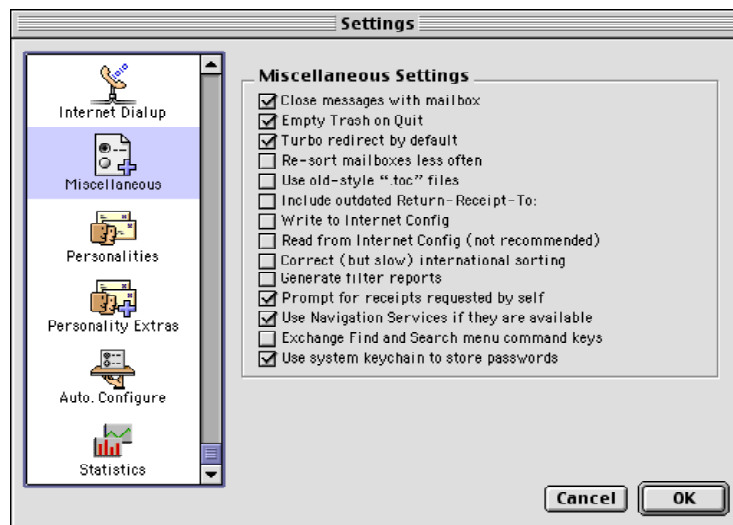 Settings
Internet Dialup
Miscellaneous
Personalities
Personality Extras
Auto. Configure
Statistics
Miscellaneous Settings
Close messages with mailbox
Empty Trash on Quit
Turbo redirect by default
Re-sort mailboxes less often
Use old-style “.toc” files
Include outdated Return-Receipt-To:
Write to Internet Config
Read from Internet Config (not recommended)
Correct (but slow) international sorting
Generate filter reports
Prompt for receipts requested by self
Use Navigation Services if they are available
Exchange Find and Search menu command keys
Use system keychain to store passwords
Cancel
OK